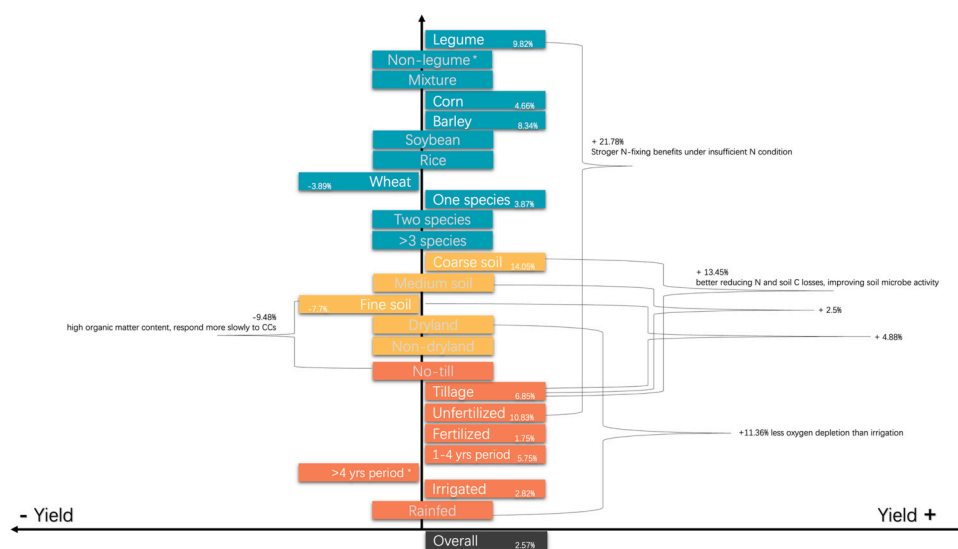 Legume 9.82%
Non-legume *
Mixture
Corn 4.66%
Barley 8.34%
Soybean
Rice
-3.89% Wheat
One species 3.87%
Two species
>3 species
Coarse soil 14.05%
Medium soil
-7.7% Fine soil
Dryland
Non-dryland
No-till
Tillage 6.85%
Unfertilized 10.83%
Fertilized 1.75%
1-4 yrs period 5.75%
>4 yrs period *
Irrigated 2.82%
Rainfed
Overall 2.57%
+ 21.78%
Stroger N-fixing benefits under insufficient N condition
+ 13.45%
better reducing N and soil C losses, improving soil microbe activity
+ 2.5%
+ 4.88%
-9.48%
high organic matter content, respond more slowly to CCs
+11.36% less oxygen depletion than irrigation
- Yield
Yield +